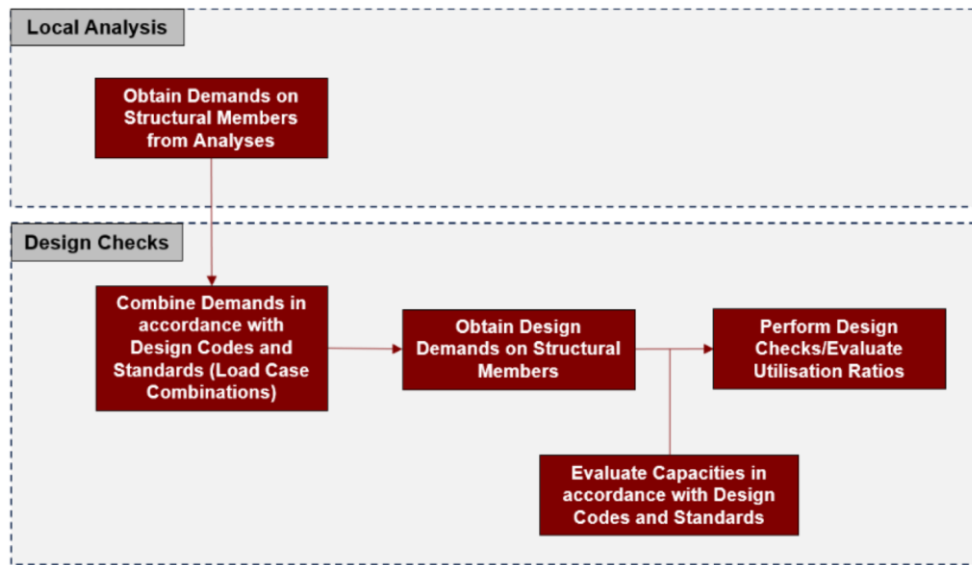 Local Analysis
Obtain Demands on
Structural Members
from Analyses
Design Checks
Combine Demands in
accordance with
Design Codes and
Standards (Load Case
Combinations)
Obtain Design
Demands on Structural
Members
Perform Design
Checks/Evaluate
Utilisation Ratios
Evaluate Capacities in
accordance with Design
Codes and Standards